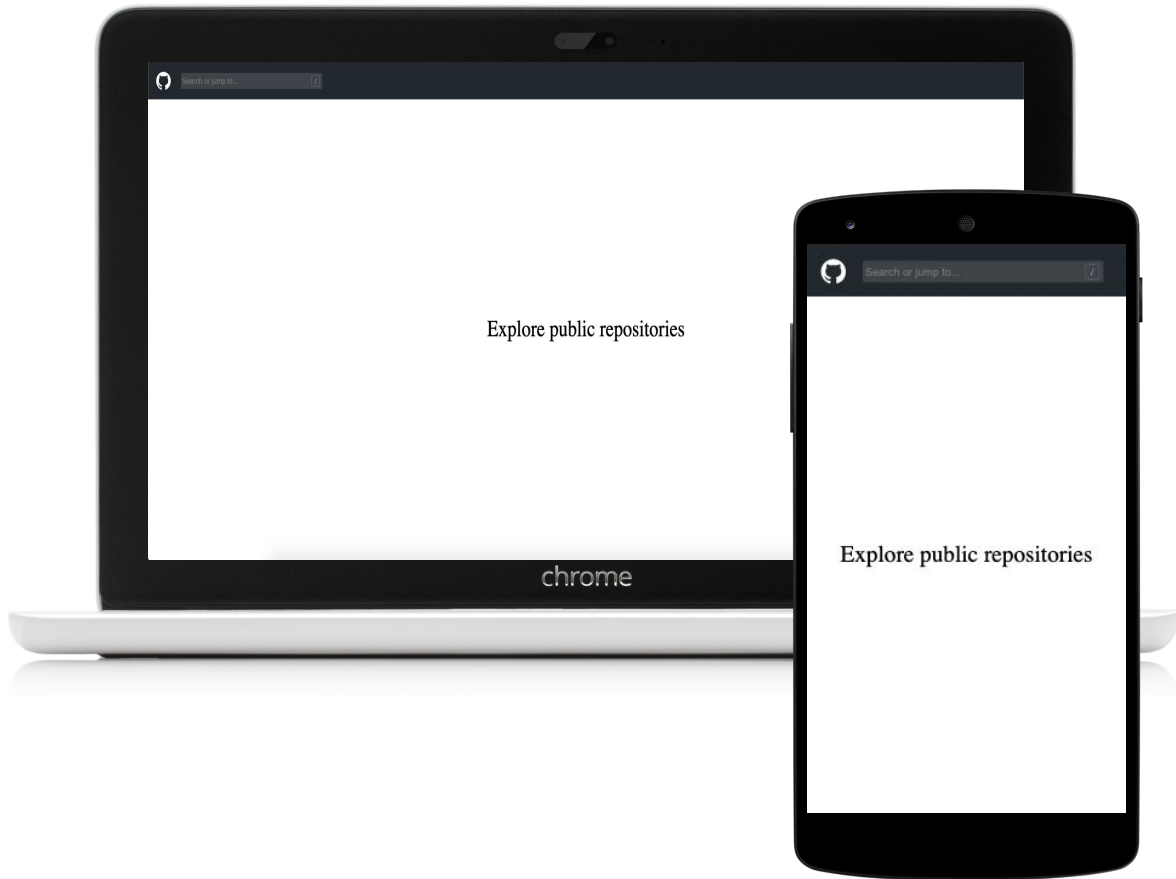 Search or jump to... /
Explore public repositories
chrome
Search or jump to... /
Explore public repositories